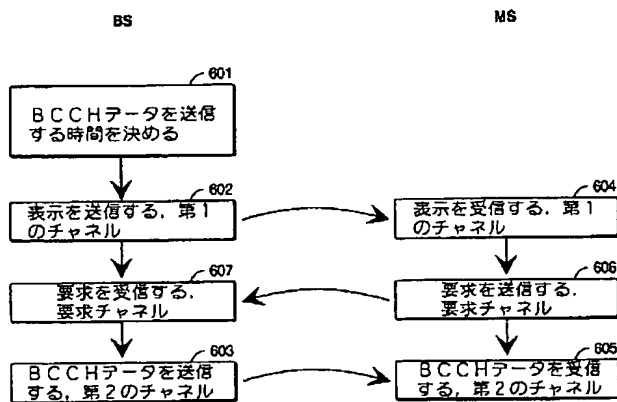 BS
MS
601
BCCHデータを送信
する時間を決める
602
表示を送信する，第1
のチャネル
604
表示を受信する，第1
のチャネル
607
要求を受信する，
要求チャネル
606
要求を送信する，
要求チャネル
603
BCCHデータを送信
する，第2のチャネル
605
BCCHデータを受信
する，第2のチャネル